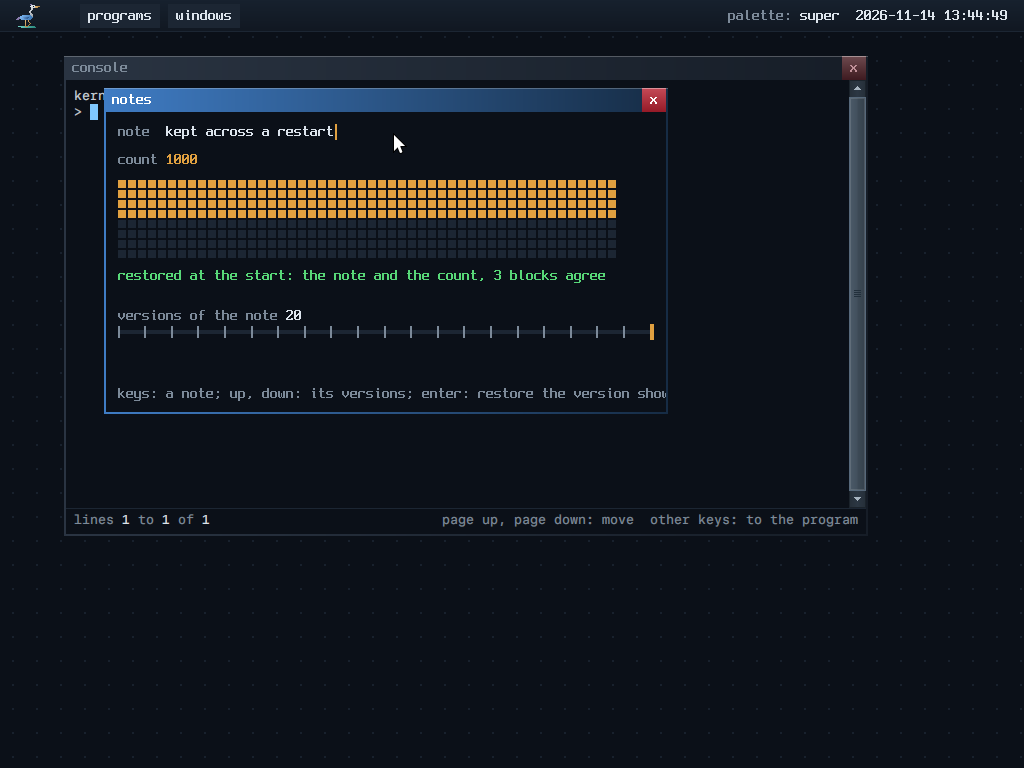 programs windows palette: super 2026-11-14 13:44:49
console x
kern
>
notes x
note kept across a restart
count 1000
restored at the start: the note and the count, 3 blocks agree
versions of the note 20
keys: a note; up, down: its versions; enter: restore the version
lines 1 to 1 of 1 page up, page down: move other keys: to the program